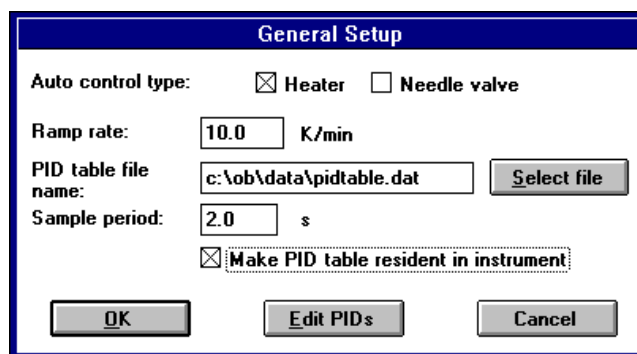 General Setup
Auto control type: Heater Needle valve
Ramp rate: 10.0 K/min
PID table file
name: c:\ob\data\pidtable.dat Select file
Sample period: 2.0 s
Make PID table resident in instrument
OK Edit PIDs Cancel